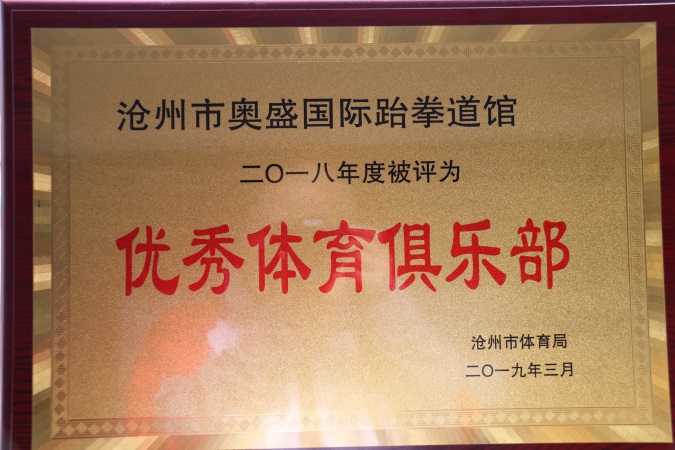 沧州市奥盛国际跆拳道馆
二〇一八年度被评为
优秀体育俱乐部
沧州市体育局
二〇一九年三月